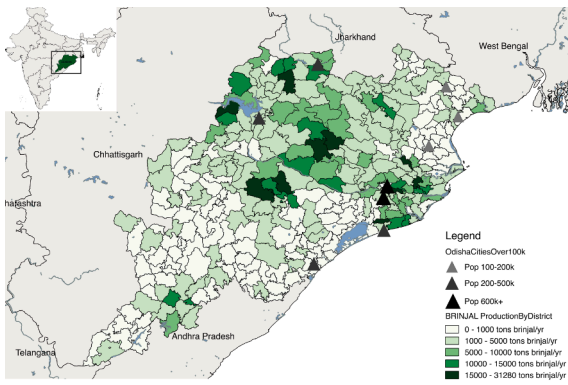 Jharkhand
West Bengal
Chhattisgarh
Andhra Pradesh
Telangana
Legend
OdishaCitiesOver100k
Pop 100-200k
Pop 200-500k
Pop 600k+
BRINJAL ProductionByDistrict
0 - 1000 tons brinjal/yr
1000 - 5000 tons brinjal/yr
5000 - 10000 tons brinjal/yr
10000 - 15000 tons brinjal/yr
15000 - 31280 tons brinjal/yr